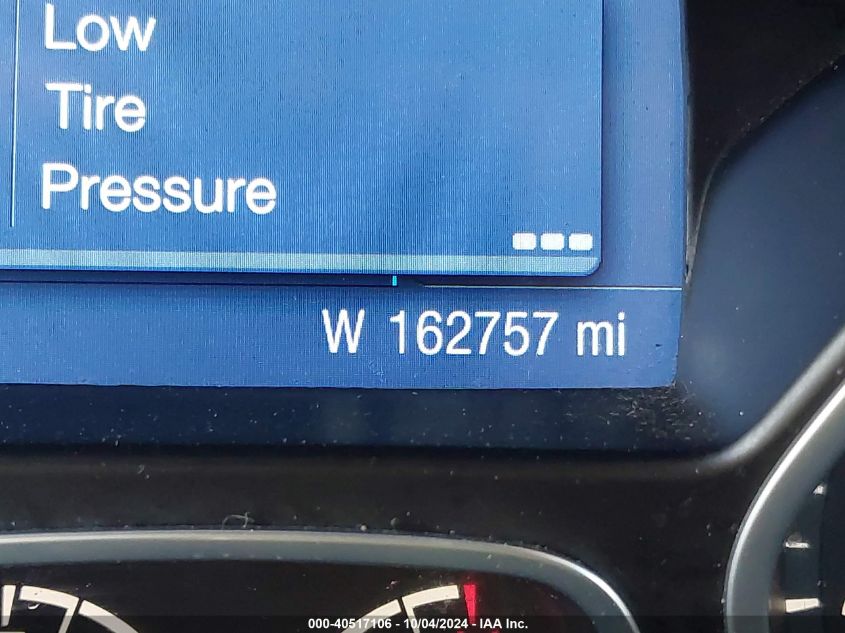 Low
Tire
Pressure
W 162757 mi
000-40517106 - 10/04/2024 - IAA Inc.